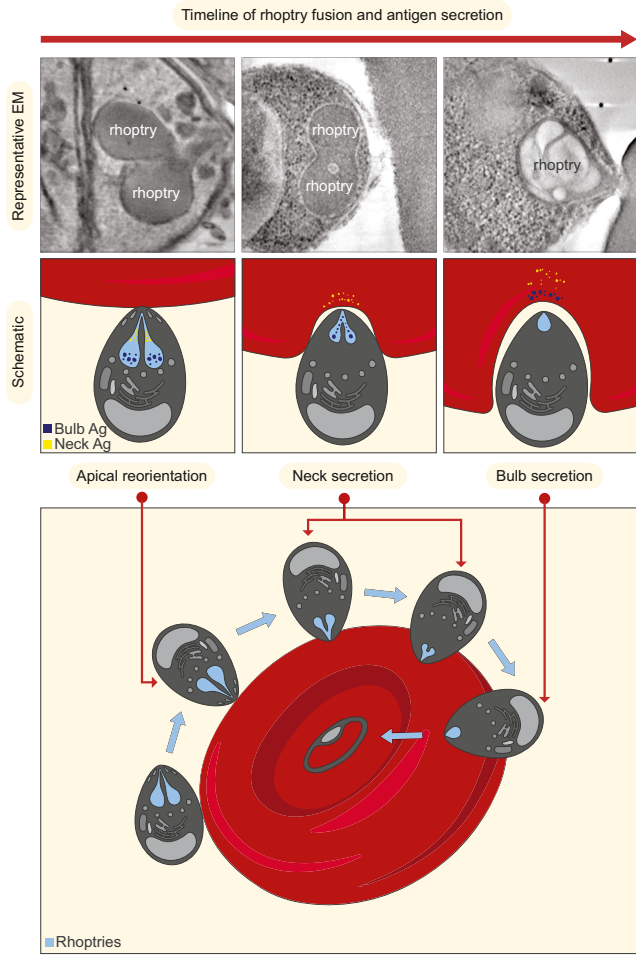 Timeline of rhoptry fusion and antigen secretion
Representative EM
rhoptry
rhoptry
rhoptry
rhoptry
rhoptry
Schematic
Bulb Ag
Neck Ag
Apical reorientation
Neck secretion
Bulb secretion
Rhoptries